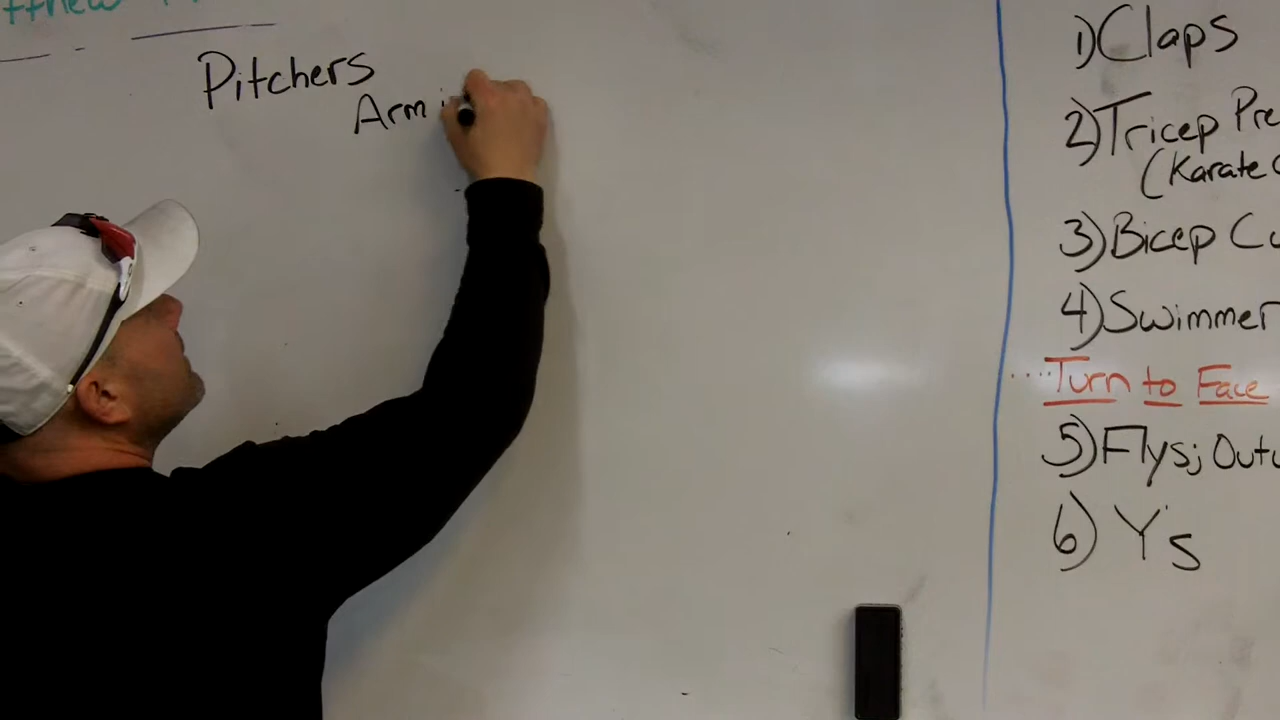 Pitchers
Arm
1) Claps
2) Tricep Pre
(Karate
3) Bicep Cu
4) Swimmer
....Turn to Face
5) Flys; Out
6) Y's